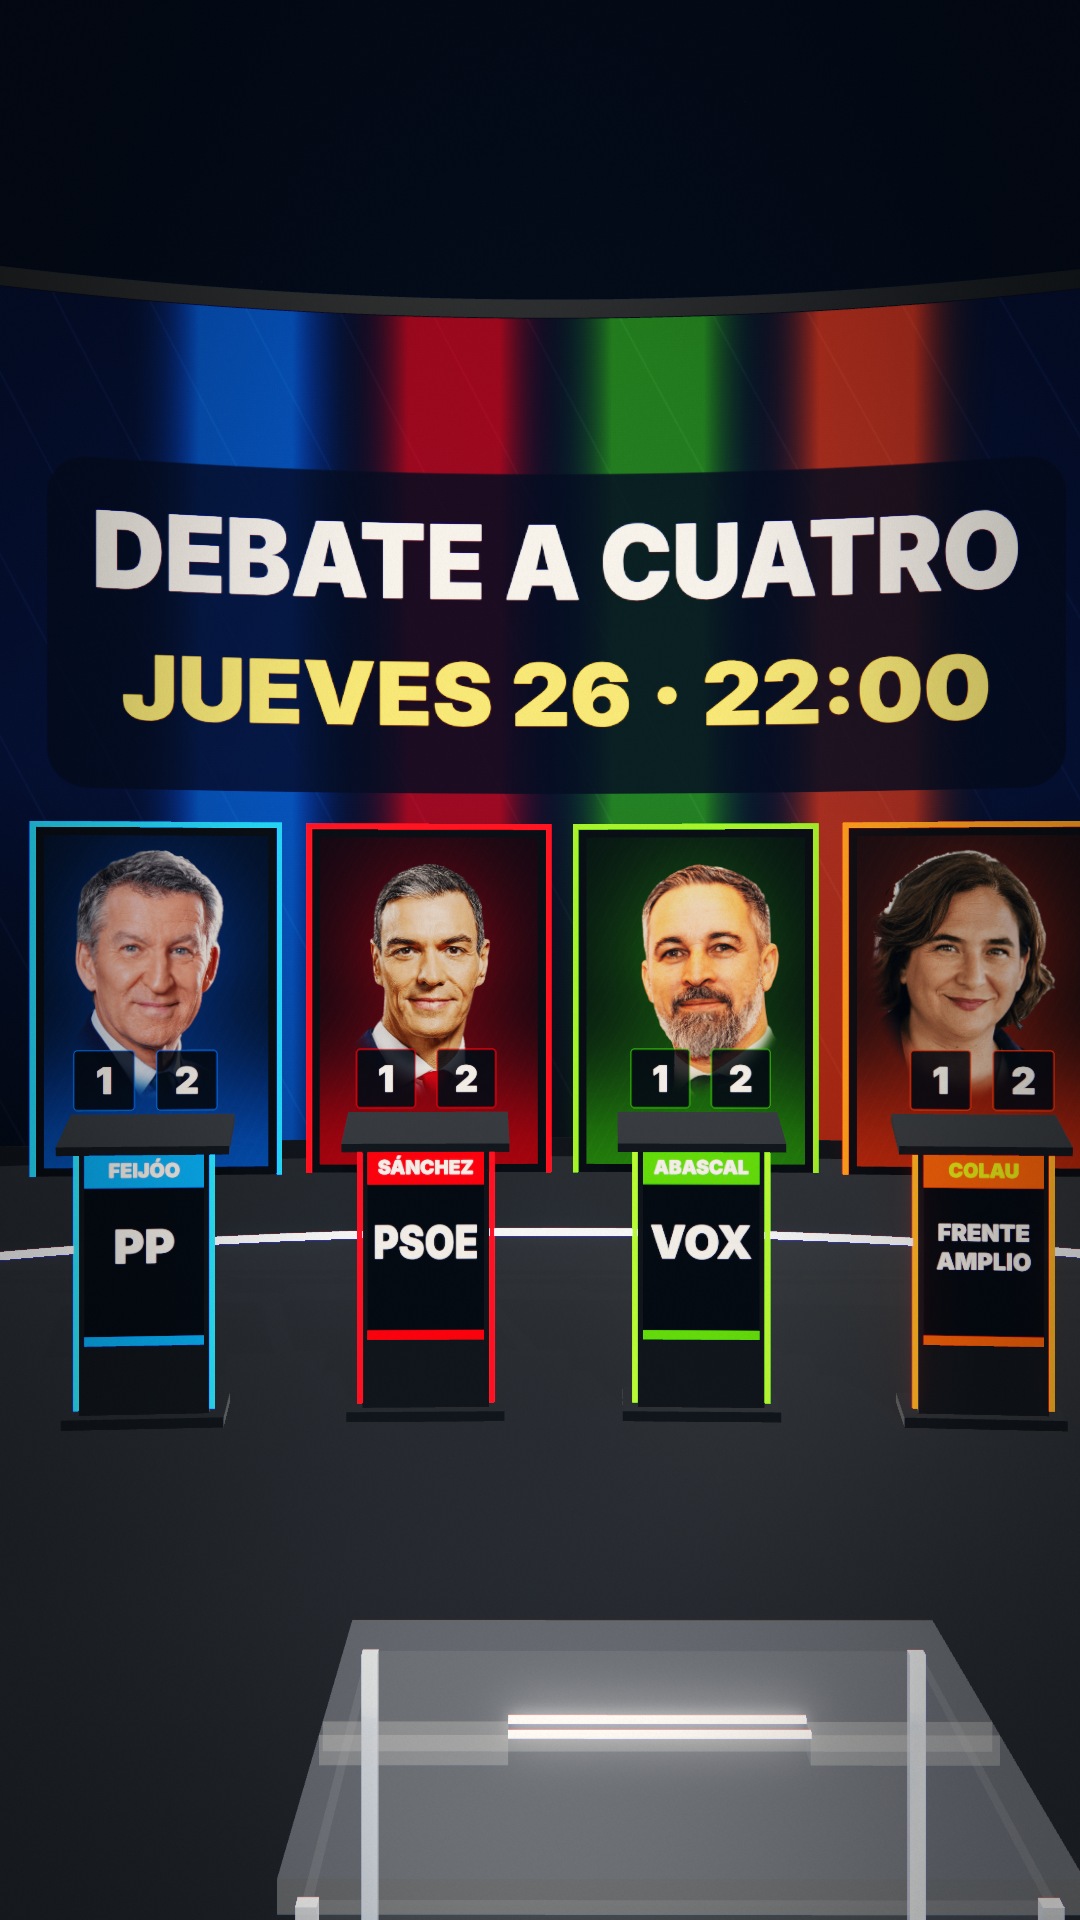 DEBATE A CUATRO
JUEVES 26 · 22:00
1 2
1 2
1 2
1 2
FEIJÓO
PP
SÁNCHEZ
PSOE
ABASCAL
VOX
COLAU
FRENTE
AMPLIO